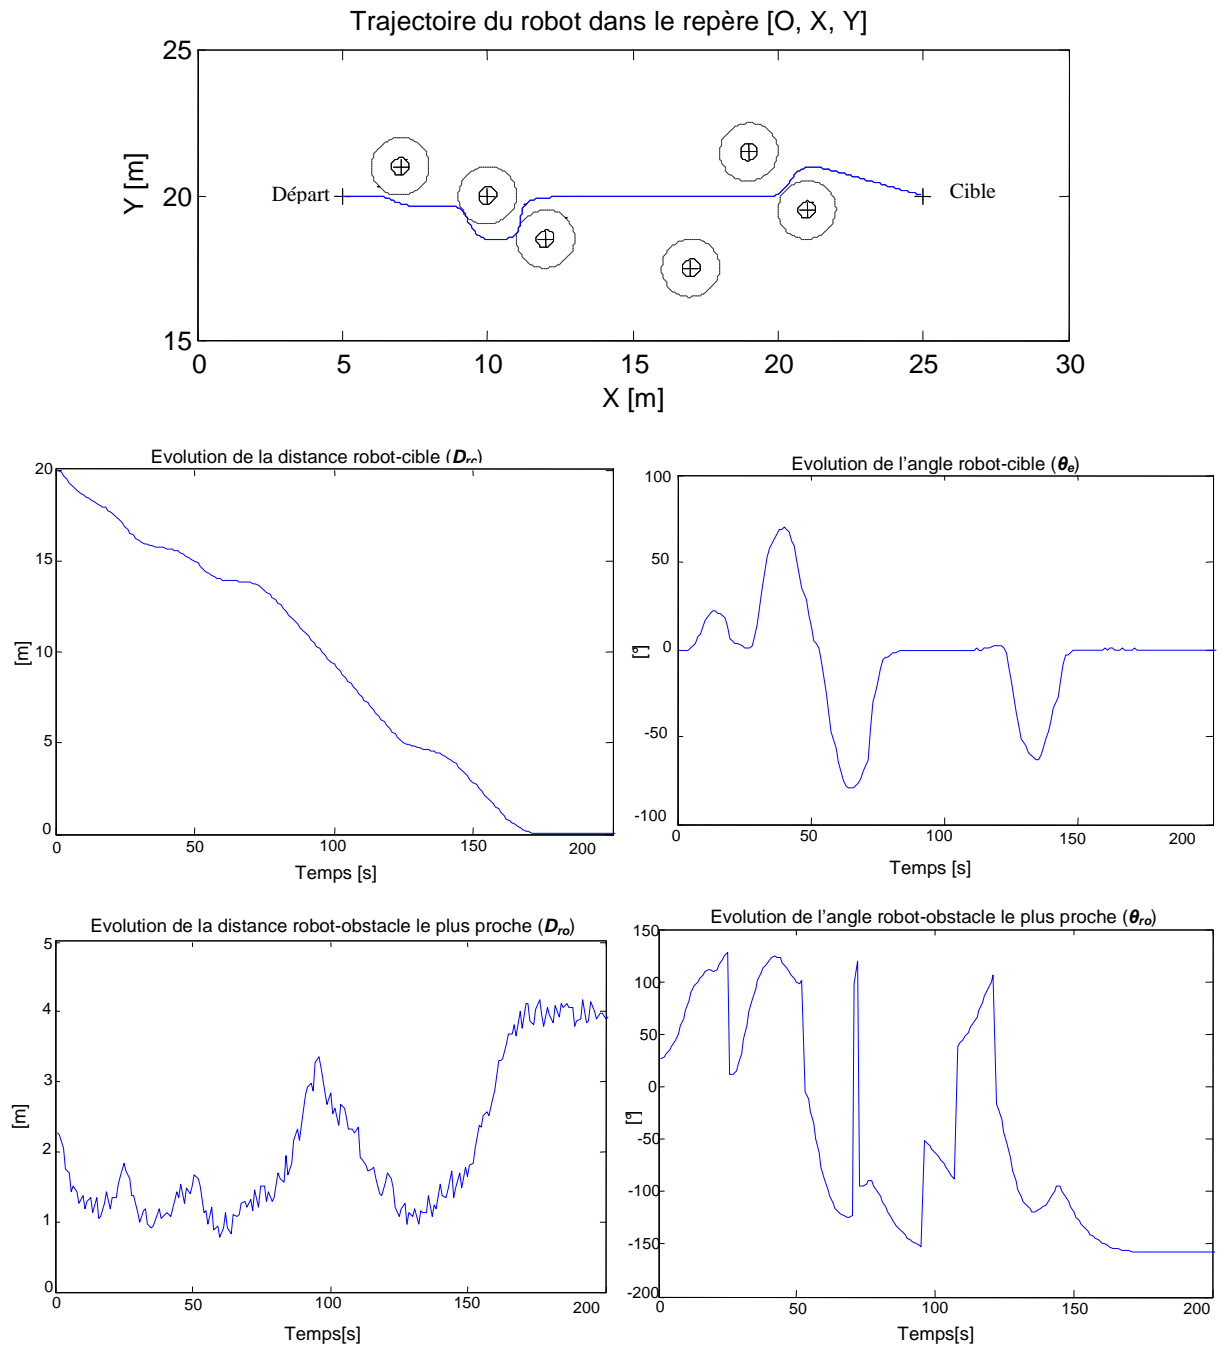 Trajectoire du robot dans le repère [O, X, Y]
25
20
15
Y [m]
Départ
Cible
0 5 10 15 20 25 30
X [m]
Evolution de la distance robot-cible (Drc)
20
15
10
5
0
[m]
0 50 100 150 200
Temps [s]
Evolution de l'angle robot-cible (θe)
100
50
0
-50
-100
[°]
0 50 100 150 200
Temps [s]
Evolution de la distance robot-obstacle le plus proche (Dro)
5
4
3
2
1
0
[m]
0 50 100 150 200
Temps[s]
Evolution de l'angle robot-obstacle le plus proche (θro)
150
100
50
0
-50
-100
-150
-200
[°]
0 50 100 150 200
Temps[s]